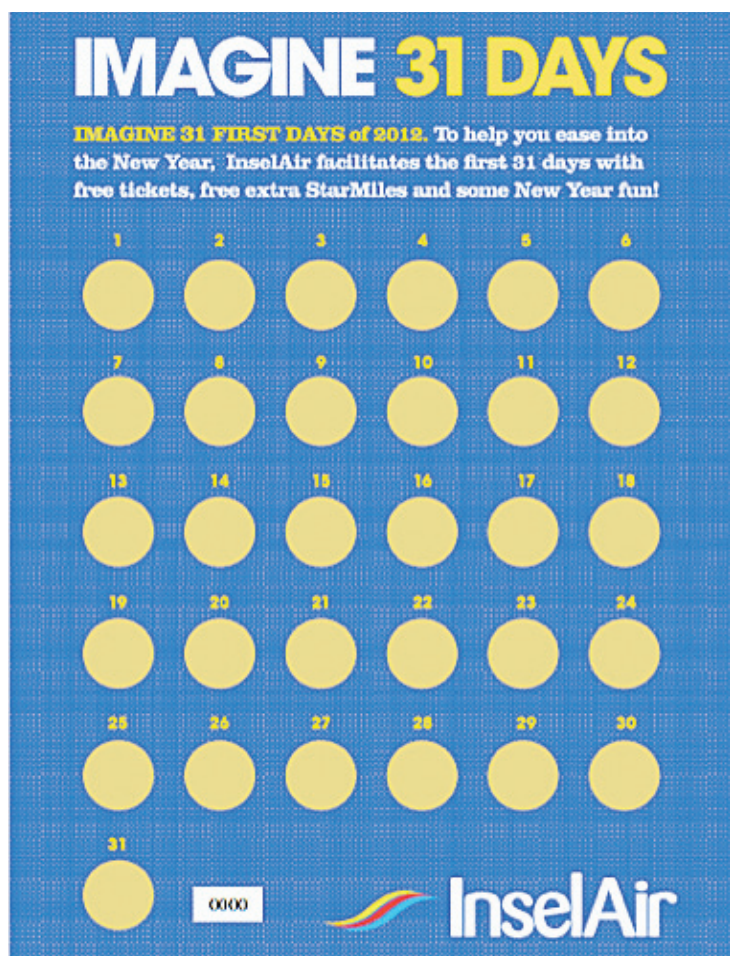 IMAGINE 31 DAYS
IMAGINE 31 FIRST DAYS of 2012. To help you ease into
the New Year, InselAir facilitates the first 31 days with
free tickets, free extra StarMiles and some New Year fun!
1 2 3 4 5 6
7 8 9 10 11 12
13 14 15 16 17 18
19 20 21 22 23 24
25 26 27 28 29 30
31
0000
InselAir